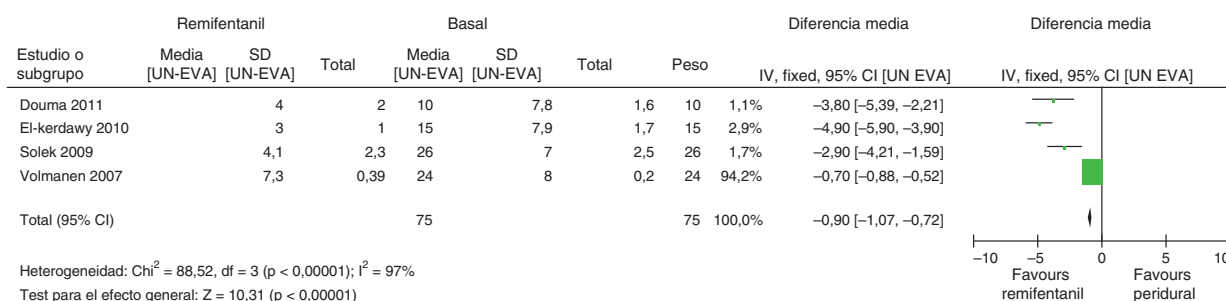 Remifentanil Basal Diferencia media Diferencia media
Estudio o subgrupo Media [UN-EVA] SD [UN-EVA] Total Media [UN-EVA] SD [UN-EVA] Total Peso IV, fixed, 95% CI [UN EVA] IV, fixed, 95% CI [UN EVA]
Douma 2011 4 2 10 7,8 1,6 10 1,1% –3,80 [–5,39, –2,21]
El-kerdawy 2010 3 1 15 7,9 1,7 15 2,9% –4,90 [–5,90, –3,90]
Solek 2009 4,1 2,3 26 7 2,5 26 1,7% –2,90 [–4,21, –1,59]
Volmanen 2007 7,3 0,39 24 8 0,2 24 94,2% –0,70 [–0,88, –0,52]
Total (95% CI) 75 75 100,0% –0,90 [–1,07, –0,72]
–10 –5 0 5 10
Favours remifentanil Favours peridural
Heterogeneidad: Chi² = 88,52, df = 3 (p < 0,00001); I² = 97%
Test para el efecto general: Z = 10,31 (p < 0,00001)